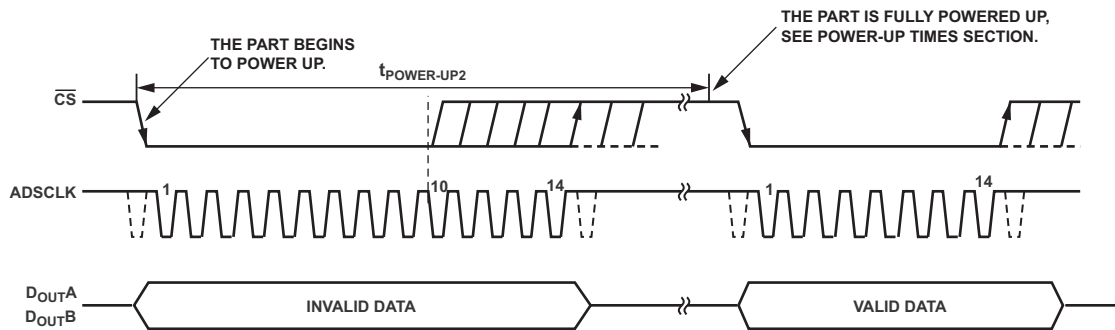 THE PART IS FULLY POWERED UP,
SEE POWER-UP TIMES SECTION.
THE PART BEGINS
TO POWER UP.
tPOWER-UP2
CS
ADSCLK
1
10
14
1
14
DOUTA
DOUTB
INVALID DATA
VALID DATA